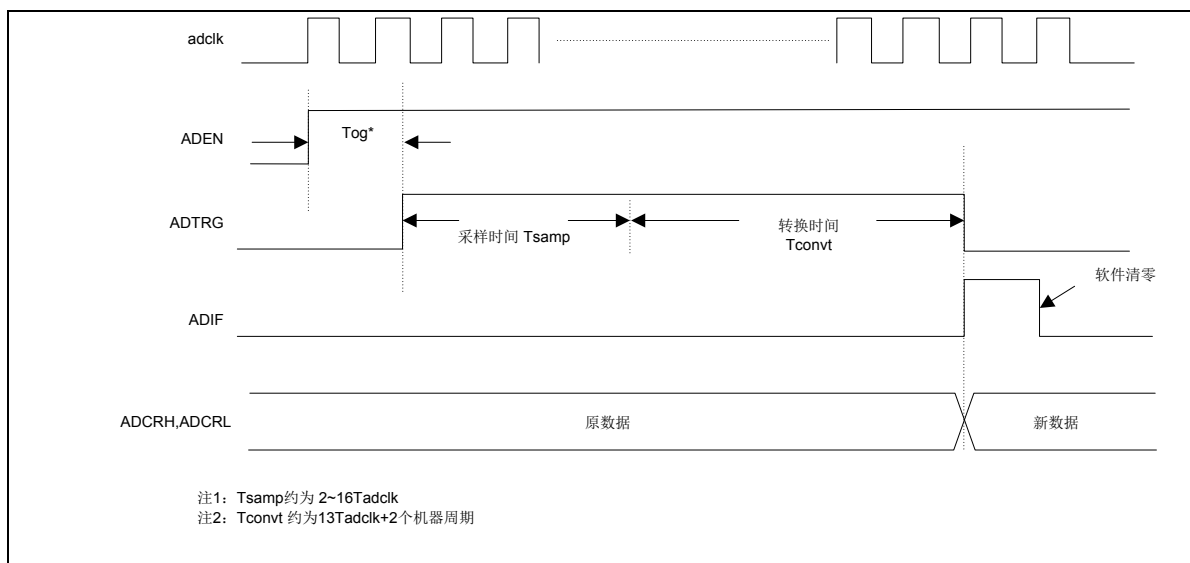 adclk
ADEN
Tog*
ADTRG
采样时间 Tsamp
转换时间
Tconvt
软件清零
ADIF
ADCRH,ADCRL
原数据
新数据
注1：Tsamp约为 2~16Tadclk
注2：Tconvt 约为13Tadclk+2个机器周期